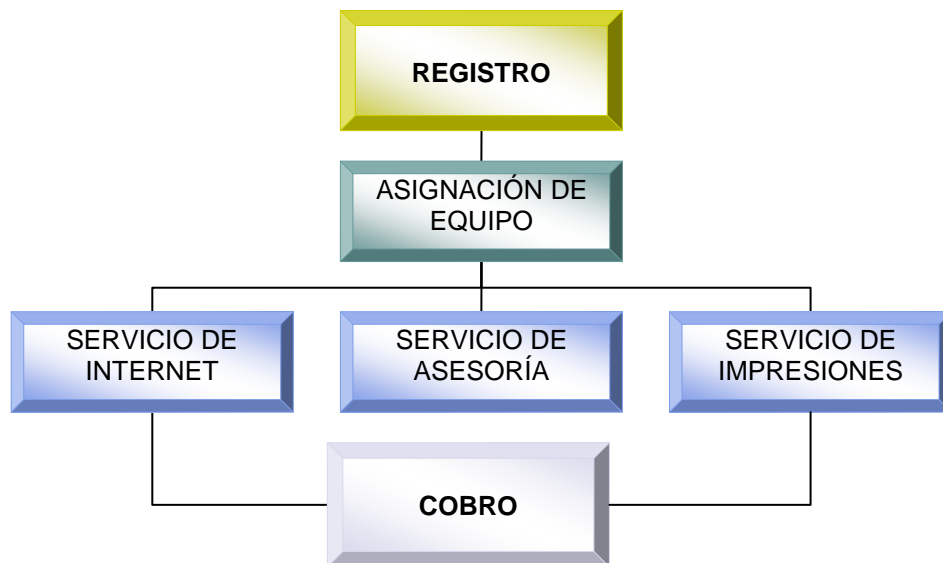 REGISTRO
ASIGNACIÓN DE
EQUIPO
SERVICIO DE
INTERNET
SERVICIO DE
ASESORÍA
SERVICIO DE
IMPRESIONES
COBRO